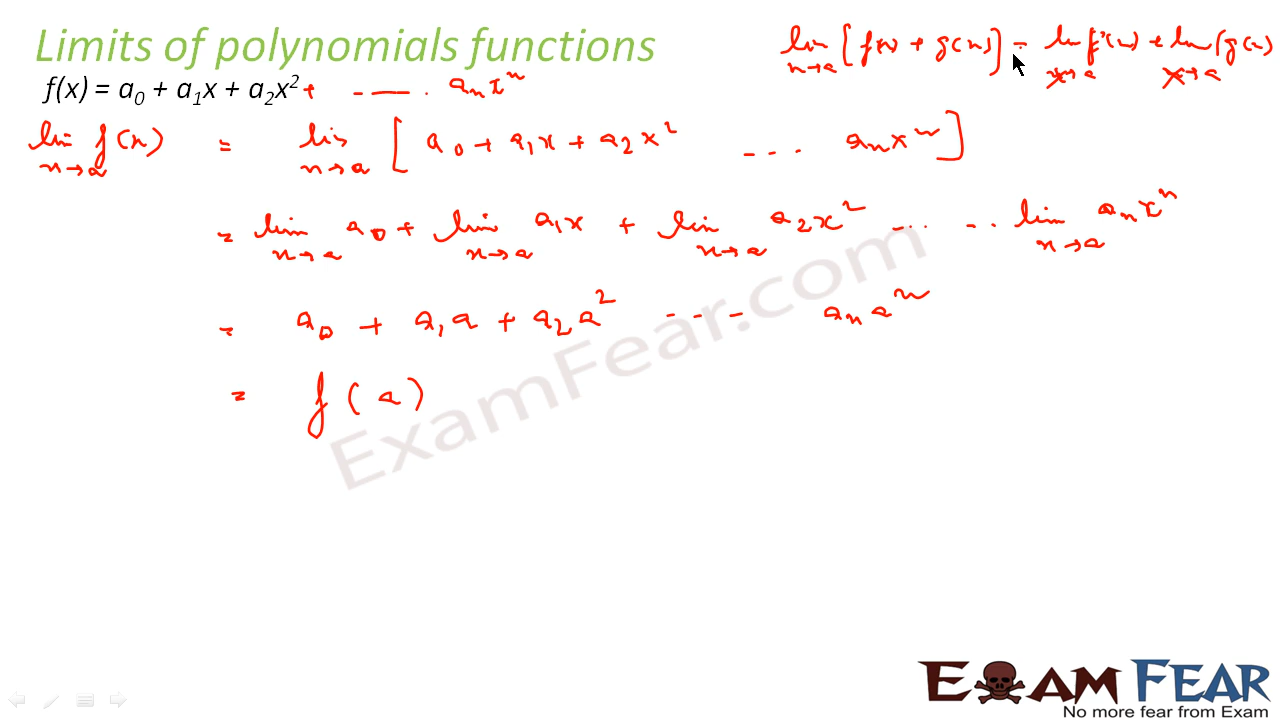 Limits of polynomials functions
lim x→a [f(x) + g(x)] = lim x→a f(x) + lim x→a (g(x)
f(x) = a₀ + a₁x + a₂x² + - — . aₙxⁿ
lim x→a f(x) = lim x→a [ a₀ + a₁x + a₂x² --- aₙxⁿ ]
= lim x→a a₀ + lim x→a a₁x + lim x→a a₂x² ... ... lim x→a aₙxⁿ
= a₀ + a₁a + a₂a² --- aₙaⁿ
= f(a)
ExamFear.com
EXAM FEAR
No more fear from Exam